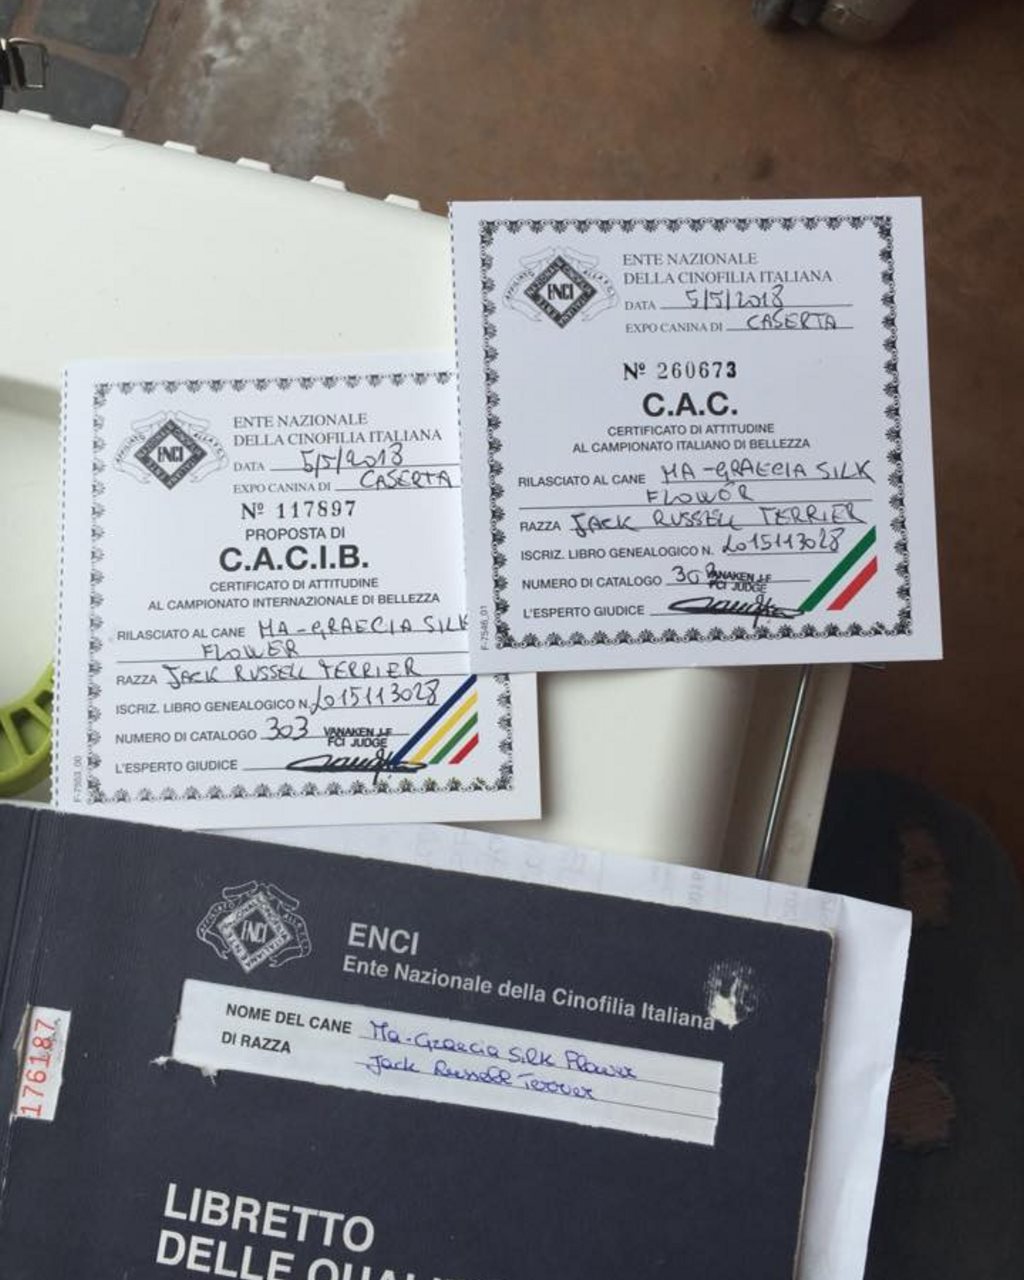 ENTE NAZIONALE
DELLA CINOFILIA ITALIANA
DATA 5/5/2018
EXPO CANINA DI CASERTA
Nº 260673
C.A.C.
CERTIFICATO DI ATTITUDINE
AL CAMPIONATO ITALIANO DI BELLEZZA
RILASCIATO AL CANE MA-GRAECIA SILK
FLOWER
RAZZA JACK RUSSELL TERRIER
ISCRIZ. LIBRO GENEALOGICO N. LO15113028
NUMERO DI CATALOGO 303
VANAKEN J.F
FCI JUDGE
L'ESPERTO GIUDICE
F-7546_01
ENTE NAZIONALE
DELLA CINOFILIA ITALIANA
DATA 5/5/2018
EXPO CANINA DI CASERTA
Nº 117897
PROPOSTA DI
C.A.C.I.B.
CERTIFICATO DI ATTITUDINE
AL CAMPIONATO INTERNAZIONALE DI BELLEZZA
RILASCIATO AL CANE MA-GRAECIA SILK
FLOWER
RAZZA JACK RUSSELL TERRIER
ISCRIZ. LIBRO GENEALOGICO N. LO15113028
NUMERO DI CATALOGO 303
VANAKEN J.F
FCI JUDGE
L'ESPERTO GIUDICE
ENCI
Ente Nazionale della Cinofilia Italiana
NOME DEL CANE Ma-Graecia Silk Flower
DI RAZZA Jack Russell Terrier
176187
LIBRETTO
DELLE